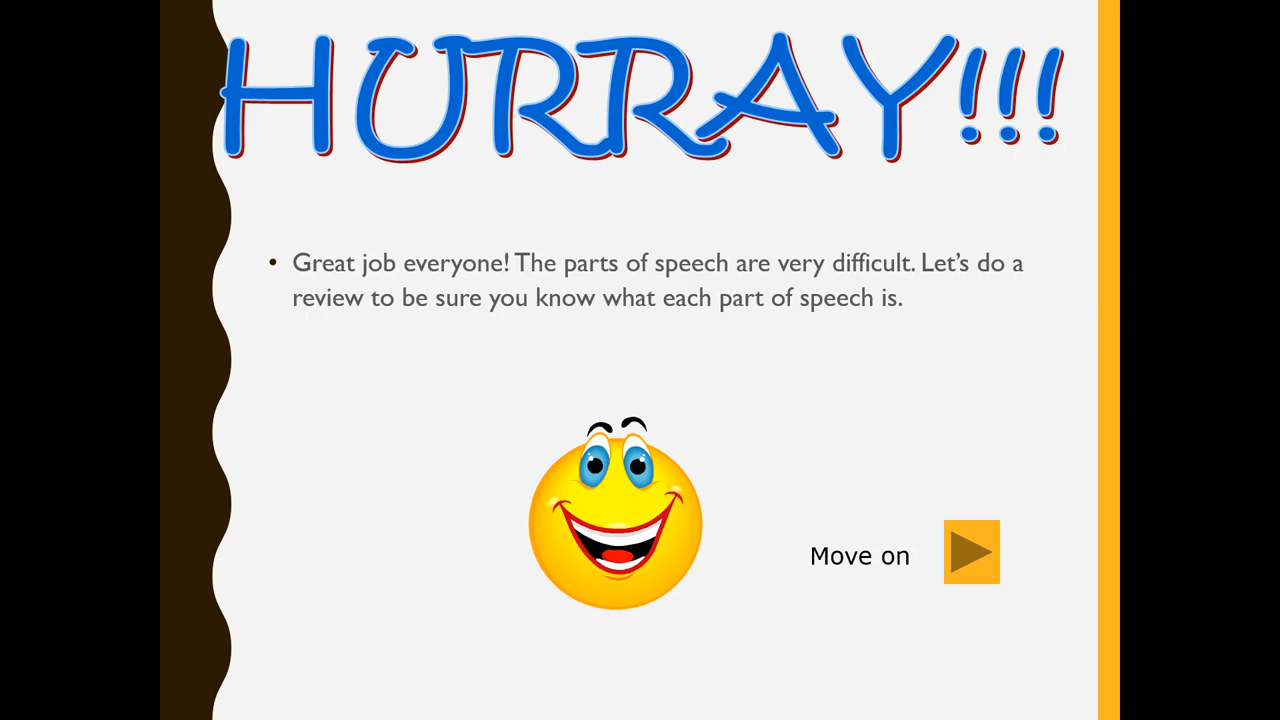 HURRAY!!!
• Great job everyone! The parts of speech are very difficult. Let’s do a
review to be sure you know what each part of speech is.
Move on